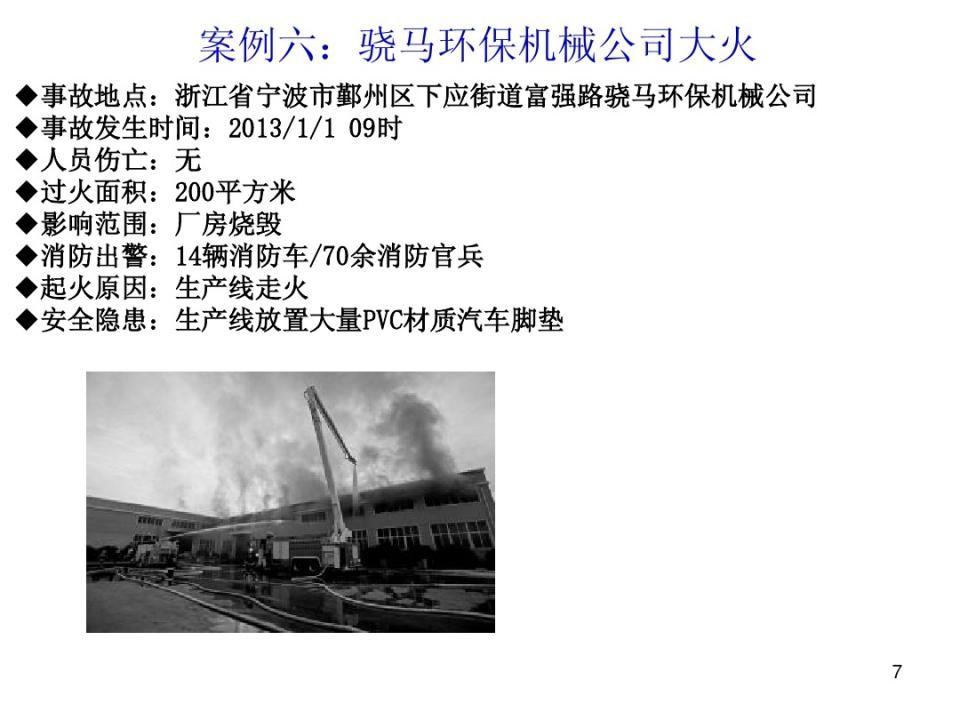 案例六：骁马环保机械公司大火
◆事故地点：浙江省宁波市鄞州区下应街道富强路骁马环保机械公司
◆事故发生时间：2013/1/1 09时
◆人员伤亡：无
◆过火面积：200平方米
◆影响范围：厂房烧毁
◆消防出警：14辆消防车/70余消防官兵
◆起火原因：生产线走火
◆安全隐患：生产线放置大量PVC材质汽车脚垫
7